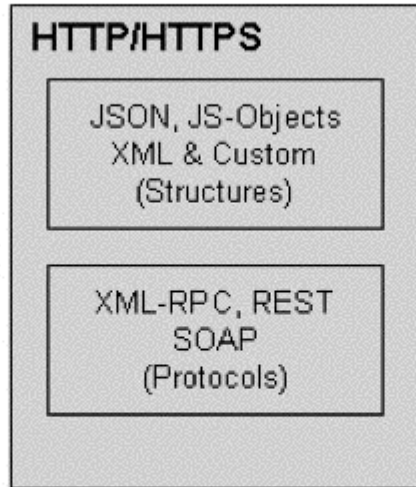 HTTP/HTTPS
JSON, JS-Objects
XML & Custom
(Structures)
XML-RPC, REST
SOAP
(Protocols)